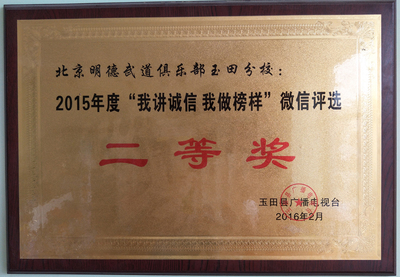 北京明德武道俱乐部玉田分校：
2015年度“我讲诚信 我做榜样”微信评选
二等奖
玉田县广播电视台
2016年2月